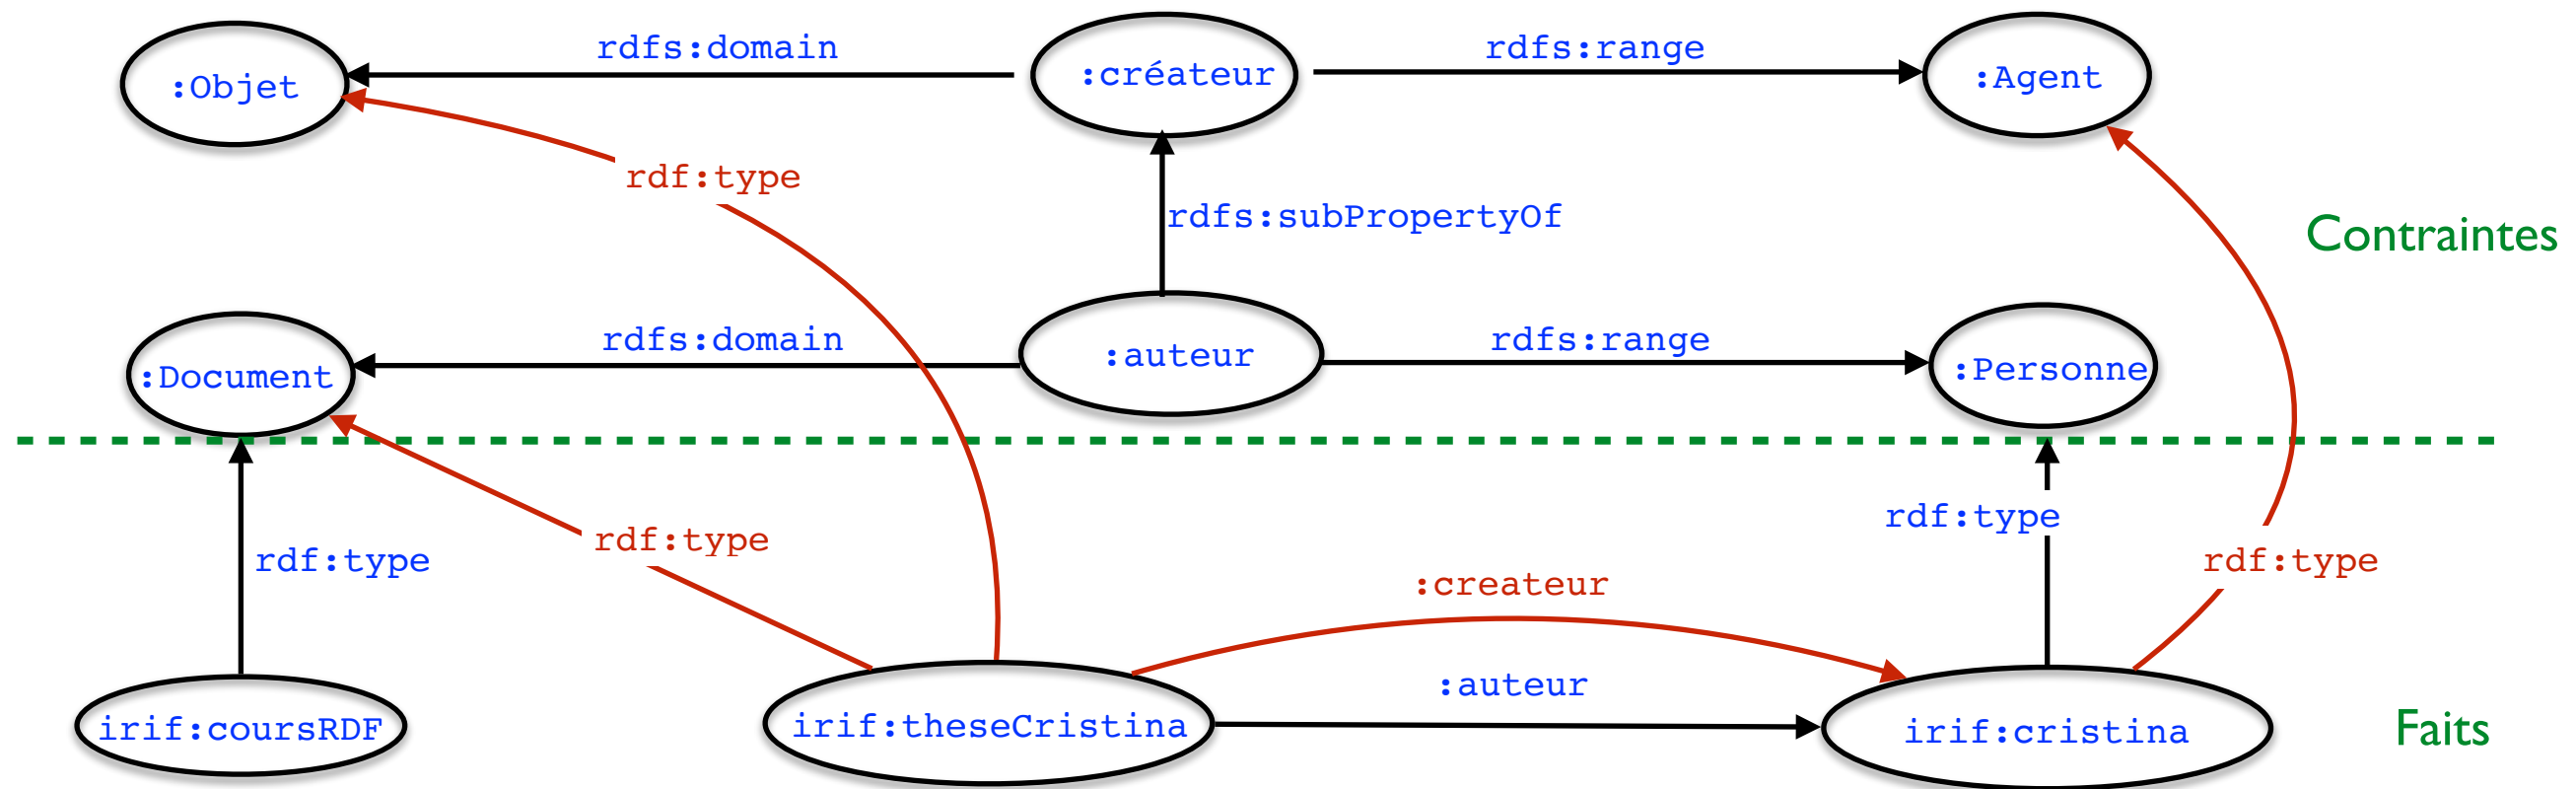 rdfs:domain
rdfs:range
:Objet
:créateur
:Agent
rdf:type
rdfs:subPropertyOf
Contraintes
rdfs:domain
rdfs:range
:Document
:auteur
:Personne
rdf:type
rdf:type
rdf:type
rdf:type
:createur
:auteur
irif:coursRDF
irif:theseCristina
irif:cristina
Faits